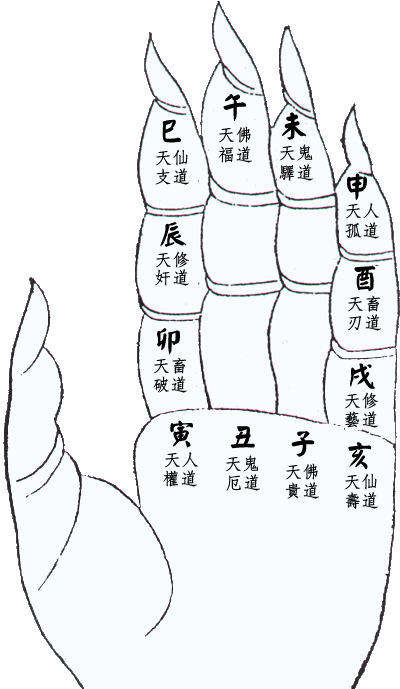 巳
仙道
天支
午
佛道
天福
未
鬼道
天驛
申
人道
天孤
辰
修道
天奸
酉
畜道
天刃
卯
畜道
天破
戌
修道
天藝
寅
人道
天權
丑
鬼道
天厄
子
佛道
天貴
亥
仙道
天壽